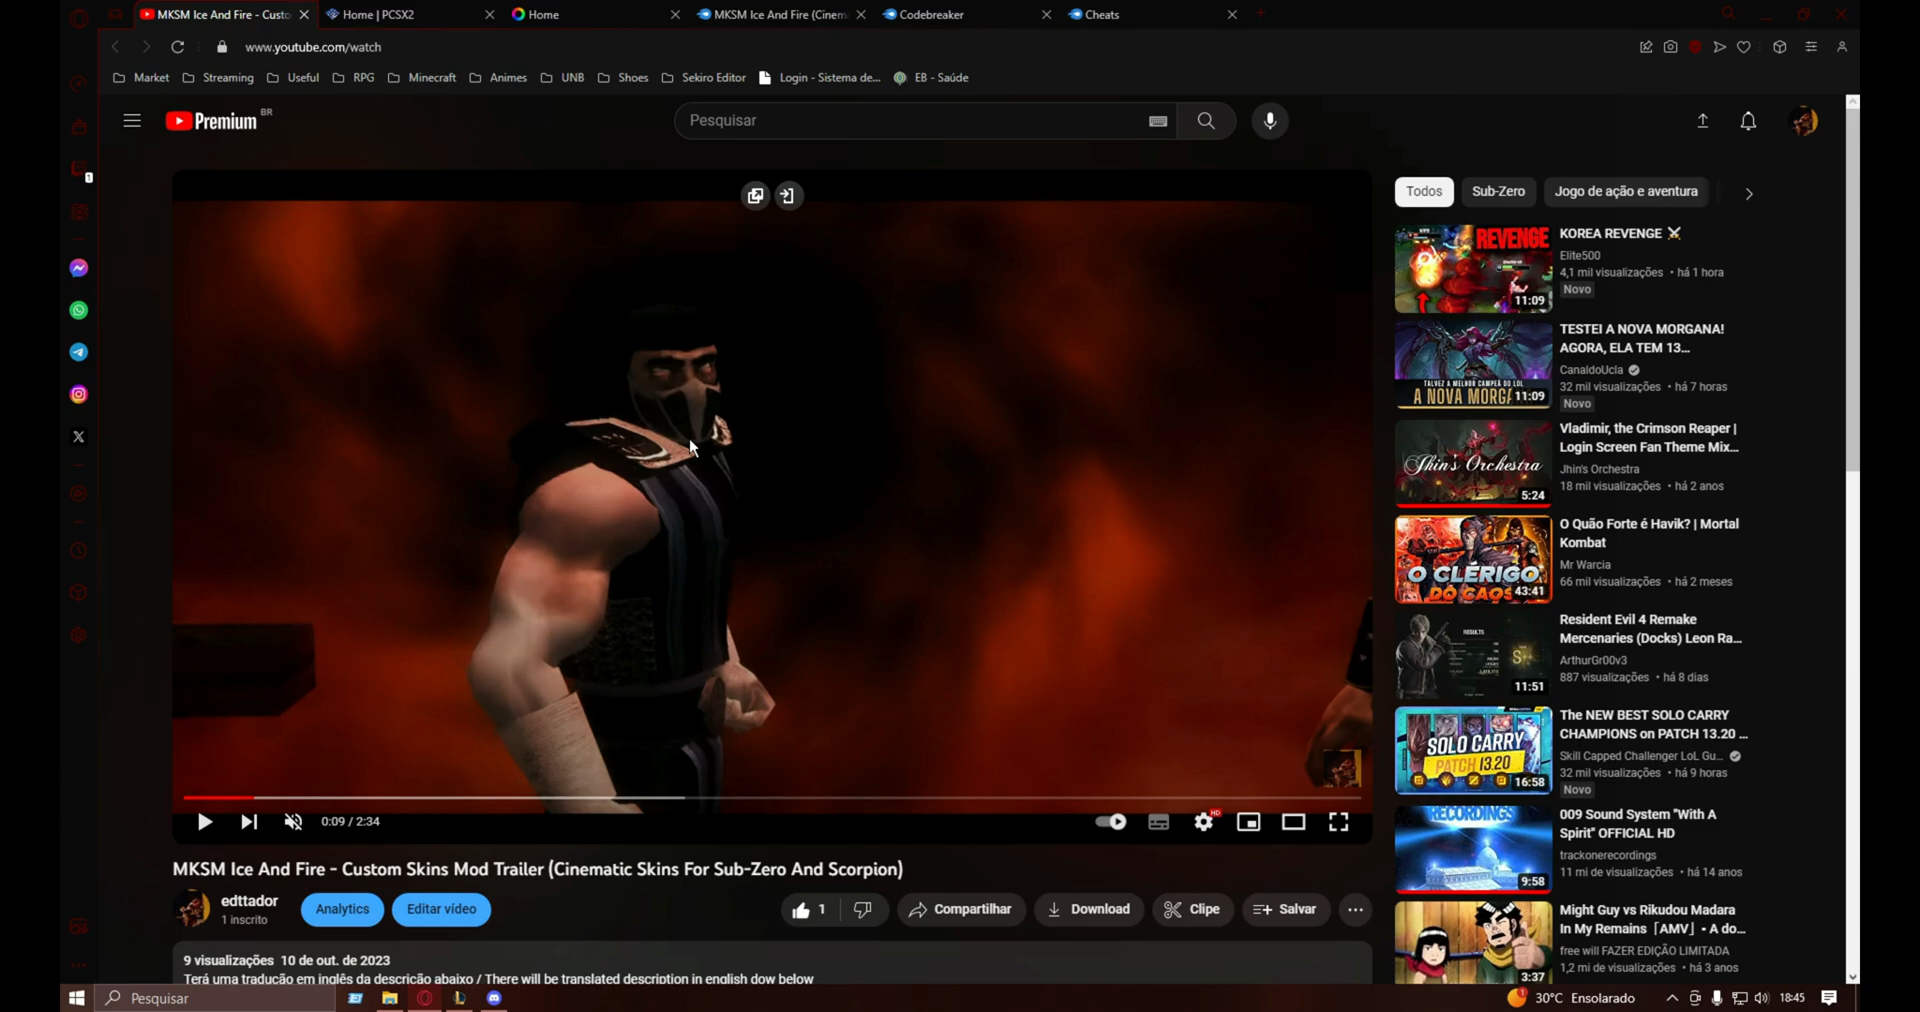 MKSM Ice And Fire - Custo
Home | PCSX2
Home
MKSM Ice And Fire (Cinem
Codebreaker
Cheats
www.youtube.com/watch
Market
Streaming
Useful
RPG
Minecraft
Animes
UNB
Shoes
Sekiro Editor
Login - Sistema de...
EB - Saúde
1
Premium BR
Pesquisar
Todos
Sub-Zero
Jogo de ação e aventura
REVENGE
11:09
KOREA REVENGE ⚔
Elite500
4,1 mil visualizações • há 1 hora
Novo
TALVEZ A MELHOR CAMPEÃ DO LOL
A NOVA MORG
11:09
TESTEI A NOVA MORGANA!
AGORA, ELA TEM 13...
CanaldoUcla
32 mil visualizações • há 7 horas
Novo
Jhin's Orchestra
5:24
Vladimir, the Crimson Reaper |
Login Screen Fan Theme Mix...
Jhin's Orchestra
18 mil visualizações • há 2 anos
O CLÉRIGO
DO CAOS
43:41
O Quão Forte é Havik? | Mortal
Kombat
Mr Warcia
66 mil visualizações • há 2 meses
RESULTS
S++
11:51
Resident Evil 4 Remake
Mercenaries (Docks) Leon Ra...
ArthurGr00v3
887 visualizações • há 8 dias
SOLO CARRY
PATCH 13.20
16:58
The NEW BEST SOLO CARRY
CHAMPIONS on PATCH 13.20 ...
Skill Capped Challenger LoL Gu...
32 mil visualizações • há 9 horas
Novo
RECORDINGS
9:58
009 Sound System "With A
Spirit" OFFICIAL HD
trackonerecordings
11 mi de visualizações • há 14 anos
3:37
Might Guy vs Rikudou Madara
In My Remains「AMV」• A do...
free will FAZER EDIÇÃO LIMITADA
1,2 mi de visualizações • há 3 anos
0:09 / 2:34
HD
MKSM Ice And Fire - Custom Skins Mod Trailer (Cinematic Skins For Sub-Zero And Scorpion)
edttador
1 inscrito
Analytics
Editar vídeo
1
Compartilhar
Download
Clipe
Salvar
9 visualizações 10 de out. de 2023
Terá uma tradução em inglês da descrição abaixo / There will be translated description in english dow below
Pesquisar
1
30°C Ensolarado
18:45